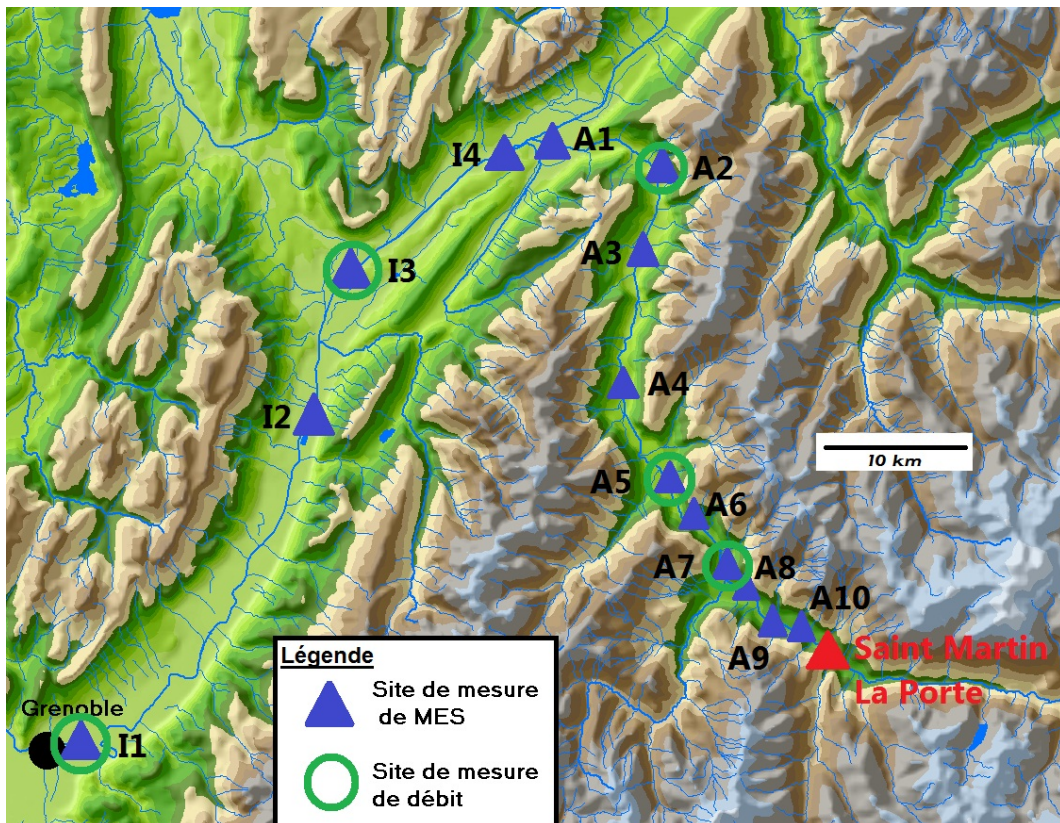 I4
A1
A2
A3
I3
A4
I2
10 km
A5
A6
A7
A8
A10
A9
Saint Martin
La Porte
Grenoble
I1
Légende
Site de mesure
de MES
Site de mesure
de débit